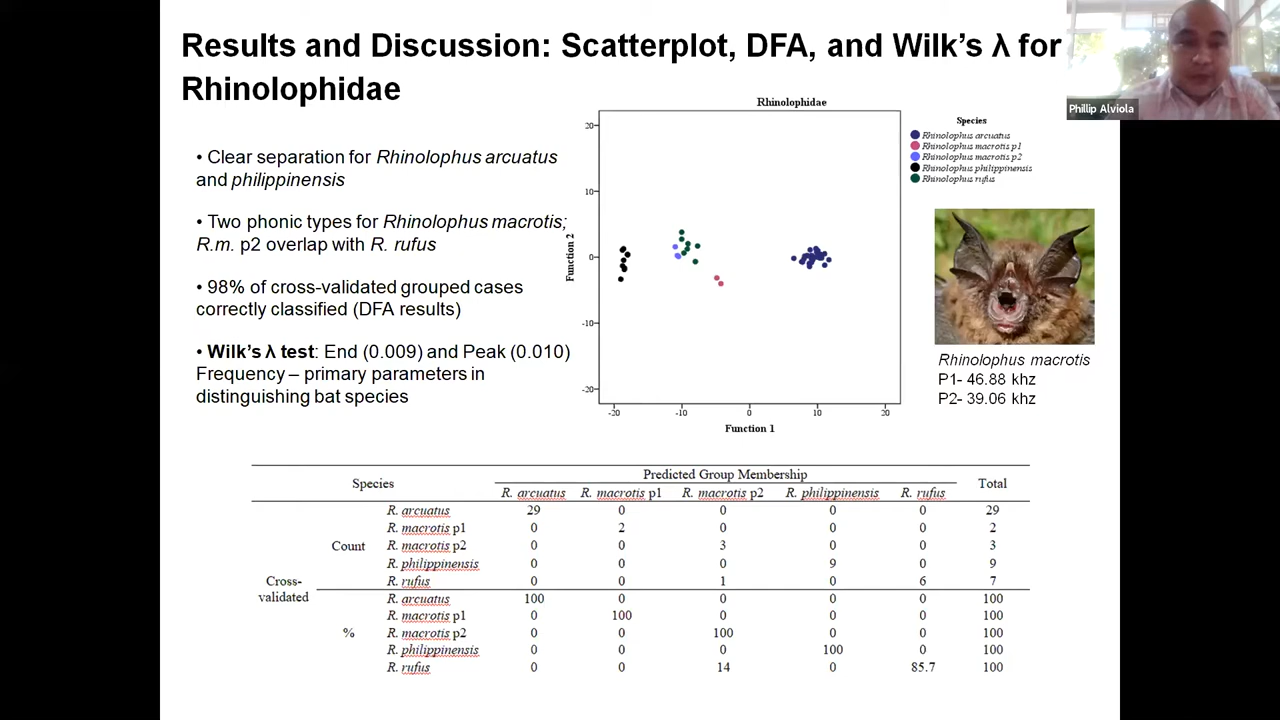 Results and Discussion: Scatterplot, DFA, and Wilk's λ for
Rhinolophidae
Phillip Alviola
• Clear separation for Rhinolophus arcuatus
and philippinensis
• Two phonic types for Rhinolophus macrotis;
R.m. p2 overlap with R. rufus
• 98% of cross-validated grouped cases
correctly classified (DFA results)
• Wilk's λ test: End (0.009) and Peak (0.010)
Frequency – primary parameters in
distinguishing bat species
Rhinolophidae
20
10
0
-10
-20
Function 2
-20 -10 0 10 20
Function 1
Species
Rhinolophus arcuatus
Rhinolophus macrotis p1
Rhinolophus macrotis p2
Rhinolophus philippinensis
Rhinolophus rufus
Rhinolophus macrotis
P1- 46.88 khz
P2- 39.06 khz
Species Predicted Group Membership Total
R. arcuatus R. macrotis p1 R. macrotis p2 R. philippinensis R. rufus
Cross-validated
Count
R. arcuatus 29 0 0 0 0 29
R. macrotis p1 0 2 0 0 0 2
R. macrotis p2 0 0 3 0 0 3
R. philippinensis 0 0 0 9 0 9
R. rufus 0 0 1 0 6 7
%
R. arcuatus 100 0 0 0 0 100
R. macrotis p1 0 100 0 0 0 100
R. macrotis p2 0 0 100 0 0 100
R. philippinensis 0 0 0 100 0 100
R. rufus 0 0 14 0 85.7 100